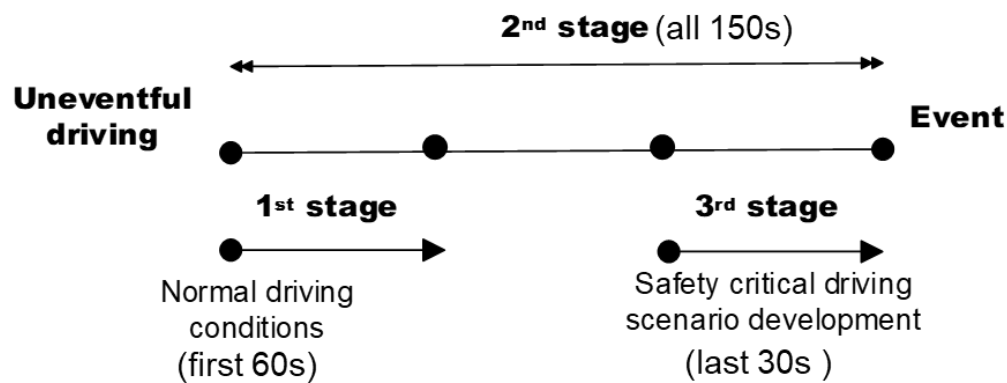 2nd stage (all 150s)
Uneventful
driving
Event
1st stage
3rd stage
Normal driving
conditions
(first 60s)
Safety critical driving
scenario development
(last 30s )